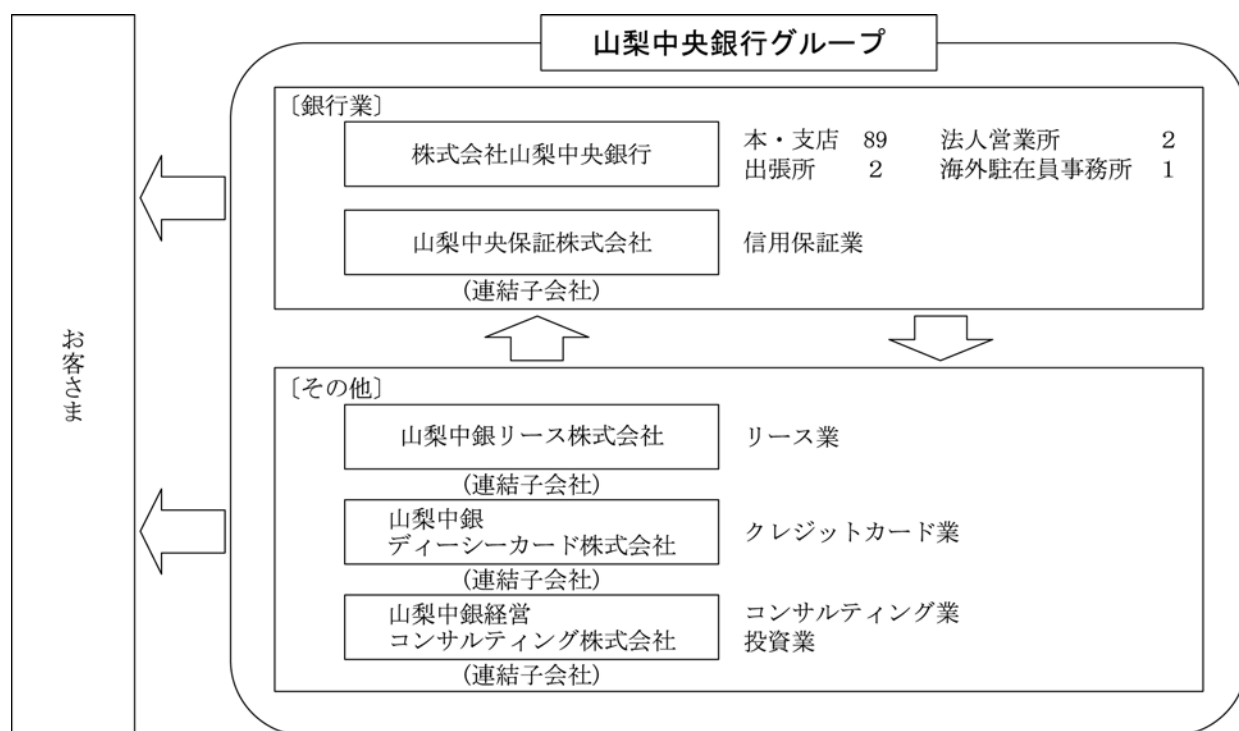 山梨中央銀行グループ
〔銀行業〕
株式会社山梨中央銀行
本・支店 89 法人営業所 2
出張所 2 海外駐在員事務所 1
山梨中央保証株式会社
信用保証業
(連結子会社)
お客さま
〔その他〕
山梨中銀リース株式会社
リース業
(連結子会社)
山梨中銀
ディーシーカード株式会社
クレジットカード業
(連結子会社)
山梨中銀経営
コンサルティング株式会社
コンサルティング業
投資業
(連結子会社)